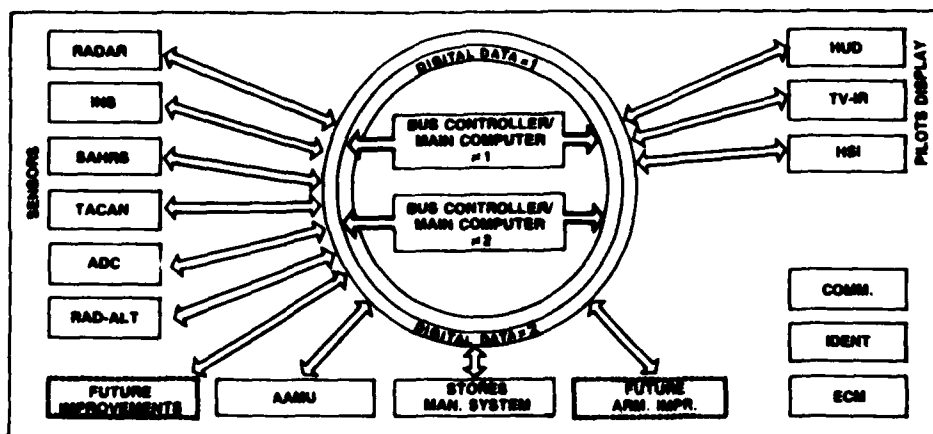 SENSORS
RADAR
INS
SAHRS
TACAN
ADC
RAD-ALT
FUTURE
IMPROVEMENTS
AAMU
STORES
MAN. SYSTEM
FUTURE
ARM. IMPR.
DIGITAL DATA #1
BUS CONTROLLER/
MAIN COMPUTER
#1
BUS CONTROLLER/
MAIN COMPUTER
#2
DIGITAL DATA #2
HUD
TV-IR
HSI
PILOTS DISPLAY
COMM.
IDENT
ECM